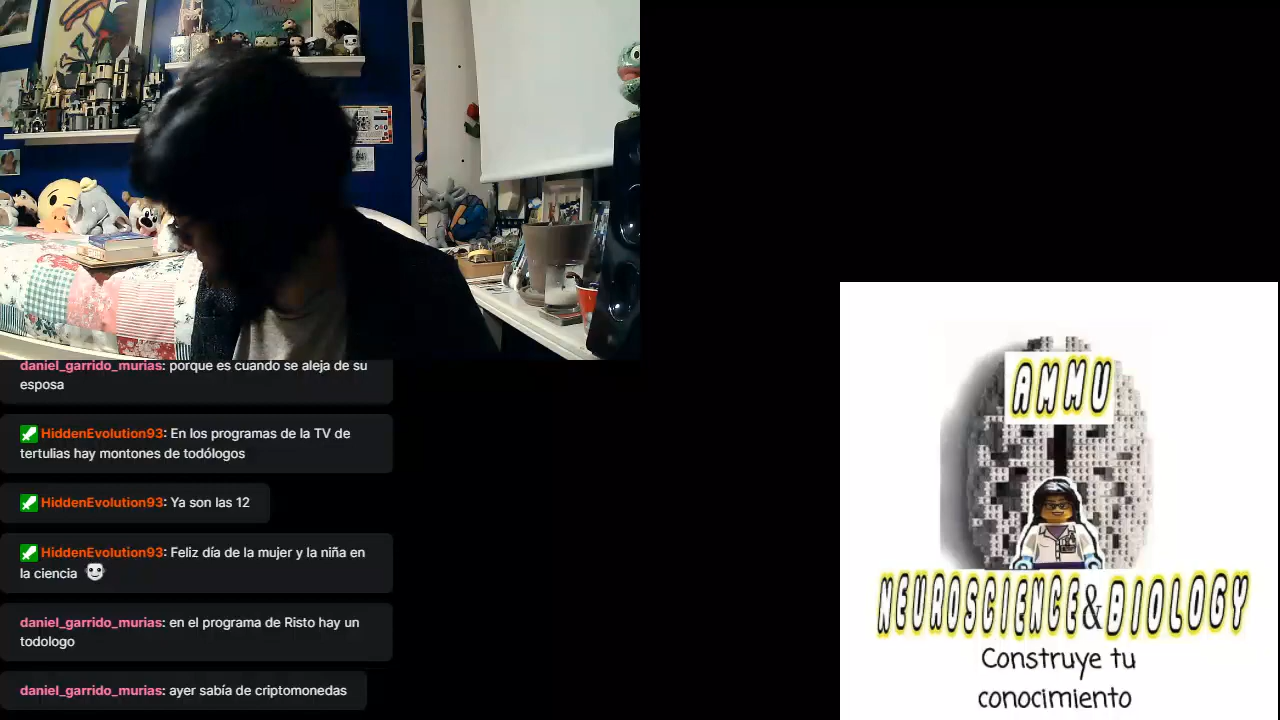 daniel_garrido_murias: porque es cuando se aleja de su
esposa
HiddenEvolution93: En los programas de la TV de
tertulias hay montones de todólogos
HiddenEvolution93: Ya son las 12
HiddenEvolution93: Feliz día de la mujer y la niña en
la ciencia
daniel_garrido_murias: en el programa de Risto hay un
todologo
daniel_garrido_murias: ayer sabía de criptomonedas
AMMU
NEUROSCIENCE&BIOLOGY
Construye tu
conocimiento